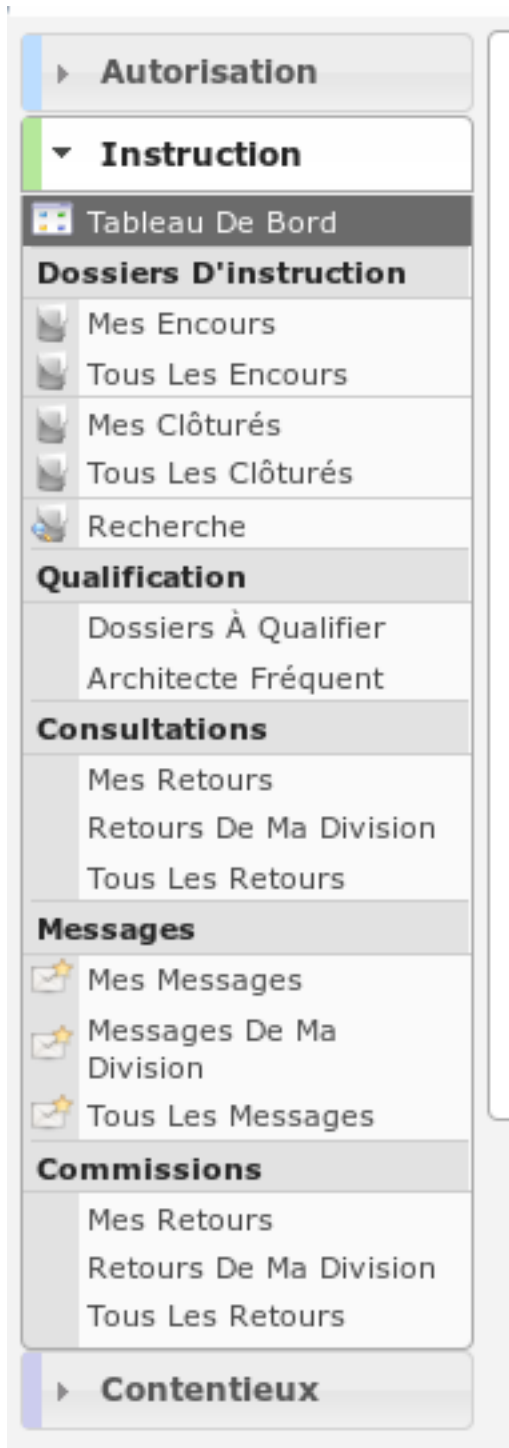 Autorisation
Instruction
Tableau De Bord
Dossiers D'instruction
Mes Encours
Tous Les Encours
Mes Clôturés
Tous Les Clôturés
Recherche
Qualification
Dossiers À Qualifier
Architecte Fréquent
Consultations
Mes Retours
Retours De Ma Division
Tous Les Retours
Messages
Mes Messages
Messages De Ma
Division
Tous Les Messages
Commissions
Mes Retours
Retours De Ma Division
Tous Les Retours
Contentieux